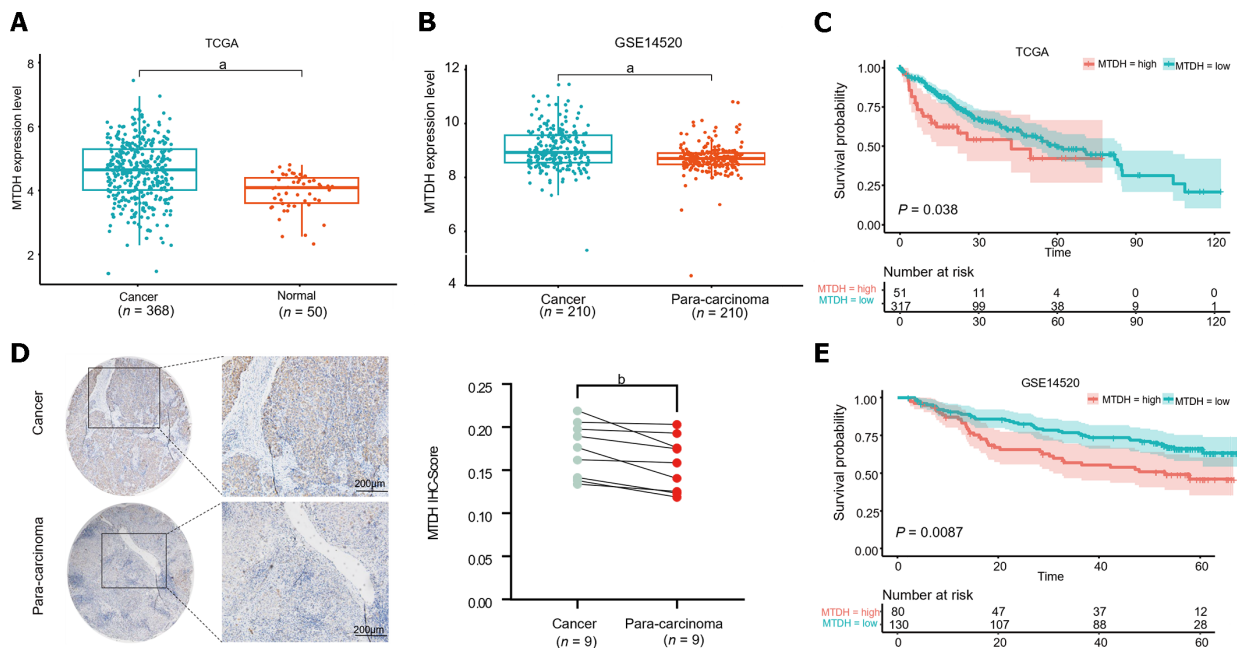 A
TCGA
a
MTDH expression level
8
6
4
2
Cancer
(n = 368)
Normal
(n = 50)
B
GSE14520
a
MTDH expression level
12
10
8
6
4
Cancer
(n = 210)
Para-carcinoma
(n = 210)
C
TCGA
MTDH = high MTDH = low
Survival probability
1.00
0.75
0.50
0.25
0.00
P = 0.038
0 30 60 90 120
Time
Number at risk
MTDH = high 51 11 4 0 0
MTDH = low 317 99 38 9 1
0 30 60 90 120
D
Cancer
200μm
Para-carcinoma
200μm
b
MTDH IHC-Score
0.25
0.20
0.15
0.10
0.05
0.00
Cancer
(n = 9)
Para-carcinoma
(n = 9)
E
GSE14520
MTDH = high MTDH = low
Survival probability
1.00
0.75
0.50
0.25
0.00
P = 0.0087
0 20 40 60
Time
Number at risk
MTDH = high 80 47 37 12
MTDH = low 130 107 88 28
0 20 40 60